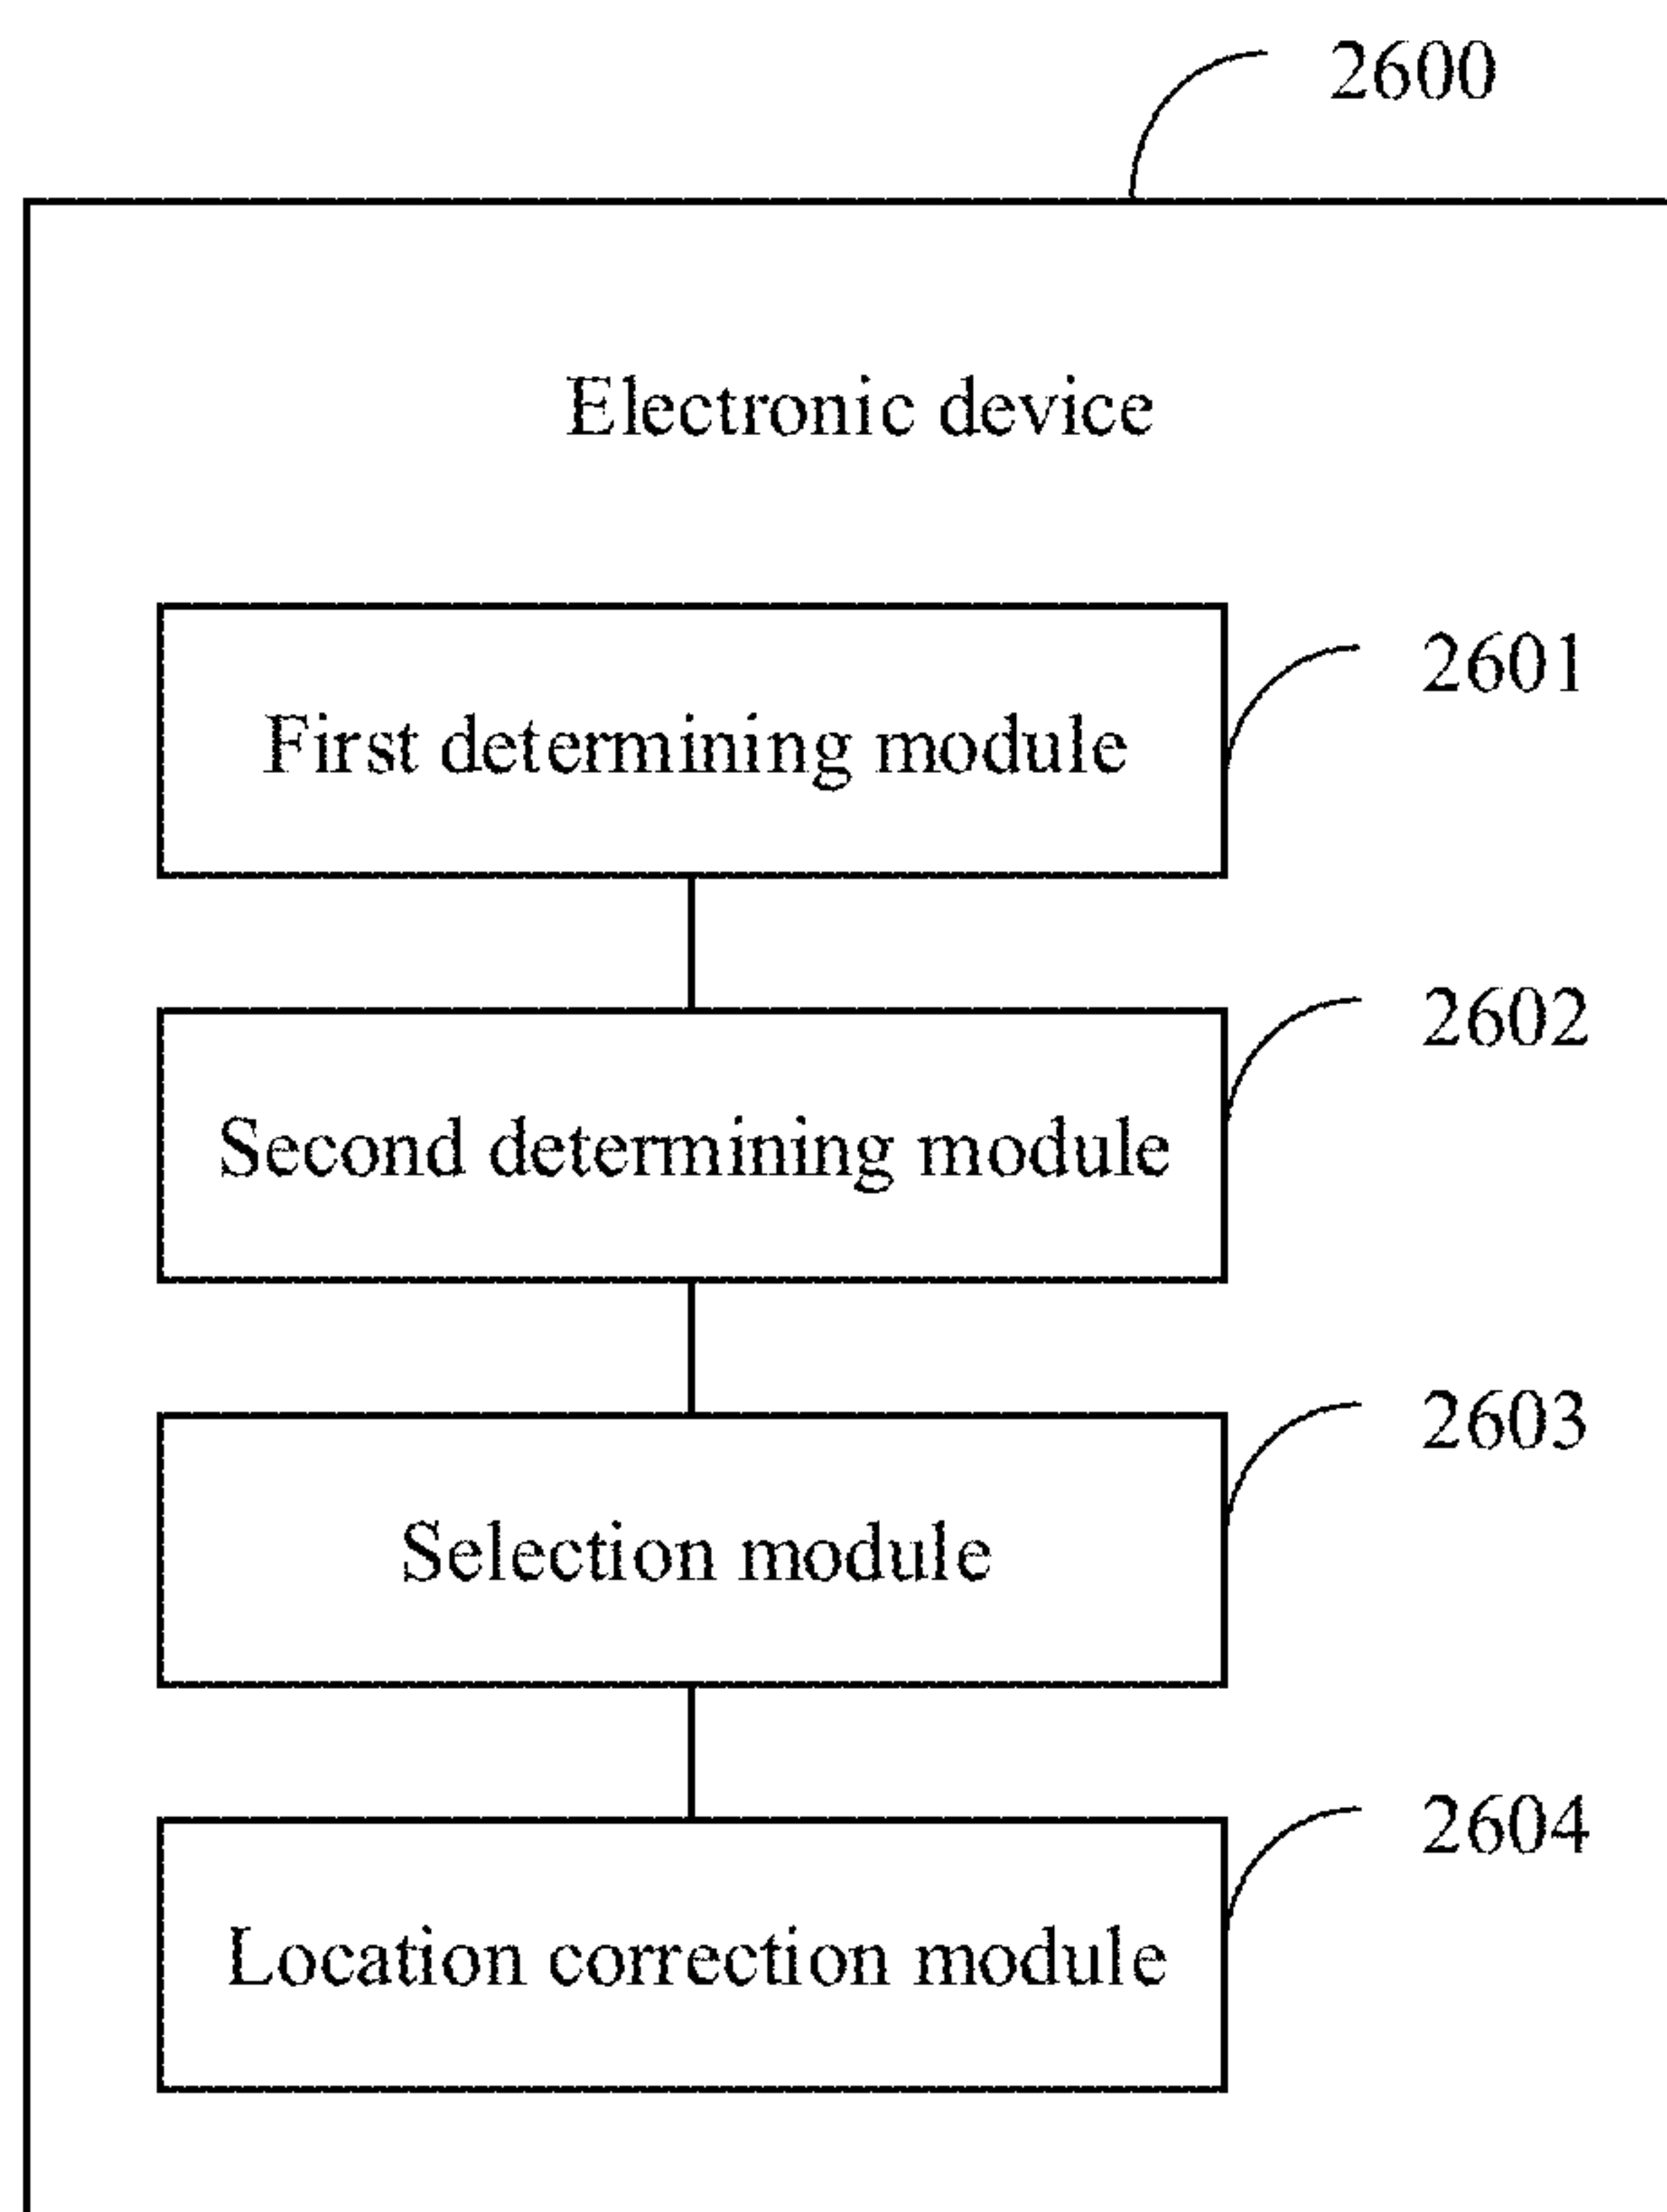 2600
Electronic device
2601
First determining module
2602
Second determining module
2603
Selection module
2604
Location correction module